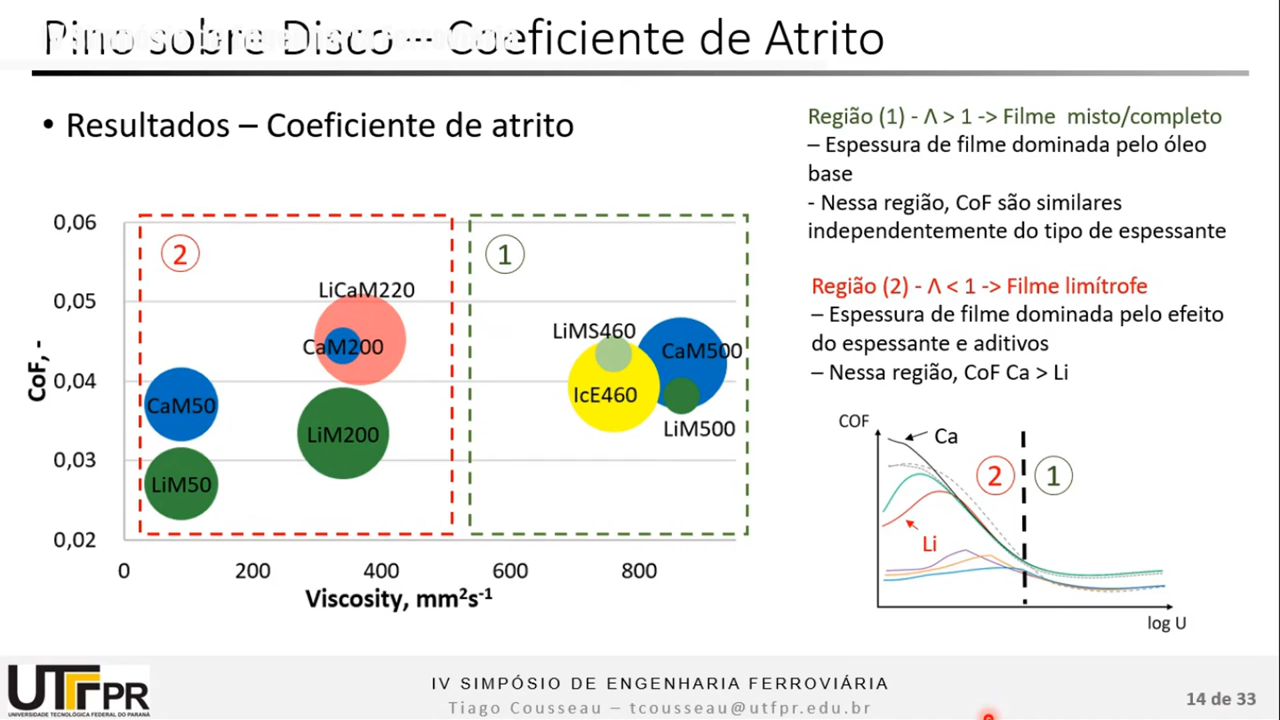 Pino sobre Disco – Coeficiente de Atrito
• Resultados – Coeficiente de atrito
Região (1) - Λ > 1 -> Filme misto/completo
– Espessura de filme dominada pelo óleo
base
- Nessa região, CoF são similares
independentemente do tipo de espessante
Região (2) - Λ < 1 -> Filme limítrofe
– Espessura de filme dominada pelo efeito
do espessante e aditivos
– Nessa região, CoF Ca > Li
CoF, -
0,06
0,05
0,04
0,03
0,02
2
1
LiCaM220
CaM200
CaM50
LiM200
LiM50
LiMS460
CaM500
IcE460
LiM500
0
200
400
600
800
Viscosity, mm²s⁻¹
COF
Ca
2
1
Li
log U
UTFPR
UNIVERSIDADE TECNOLÓGICA FEDERAL DO PARANÁ
IV SIMPÓSIO DE ENGENHARIA FERROVIÁRIA
Tiago Cousseau – tcousseau@utfpr.edu.br
14 de 33